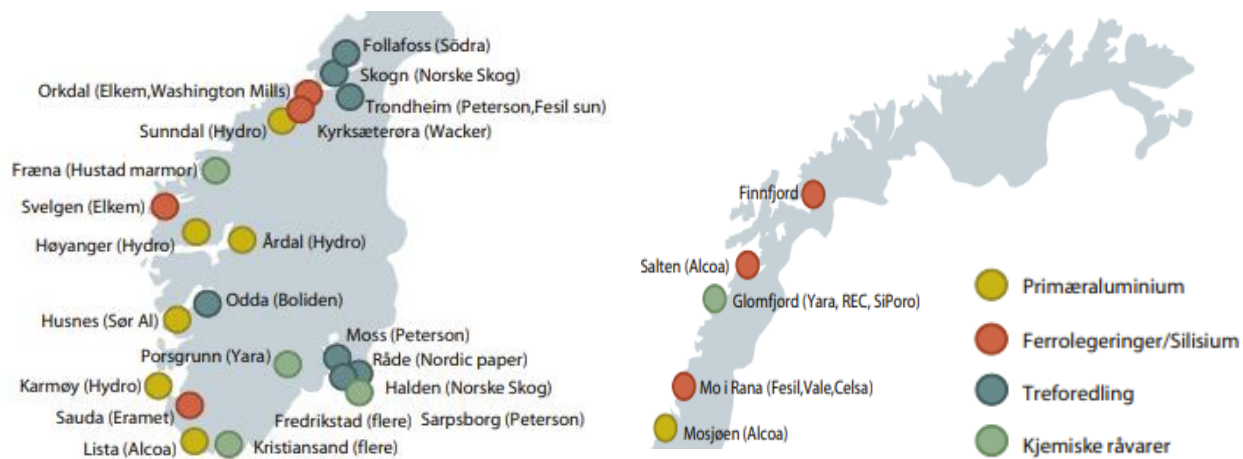 Follafoss (Södra)
Skogn (Norske Skog)
Orkdal (Elkem,Washington Mills)
Trondheim (Peterson,Fesil sun)
Sunndal (Hydro)
Kyrksæterøra (Wacker)
Fræna (Hustad marmor)
Svelgen (Elkem)
Høyanger (Hydro)
Årdal (Hydro)
Odda (Boliden)
Husnes (Sør Al)
Moss (Peterson)
Porsgrunn (Yara)
Råde (Nordic paper)
Karmøy (Hydro)
Halden (Norske Skog)
Sauda (Eramet)
Fredrikstad (flere)
Sarpsborg (Peterson)
Lista (Alcoa)
Kristiansand (flere)
Finnfjord
Salten (Alcoa)
Glomfjord (Yara, REC, SiPoro)
Mo i Rana (Fesil,Vale,Celsa)
Mosjøen (Alcoa)
Primæraluminium
Ferrolegeringer/Silisium
Treforedling
Kjemiske råvarer